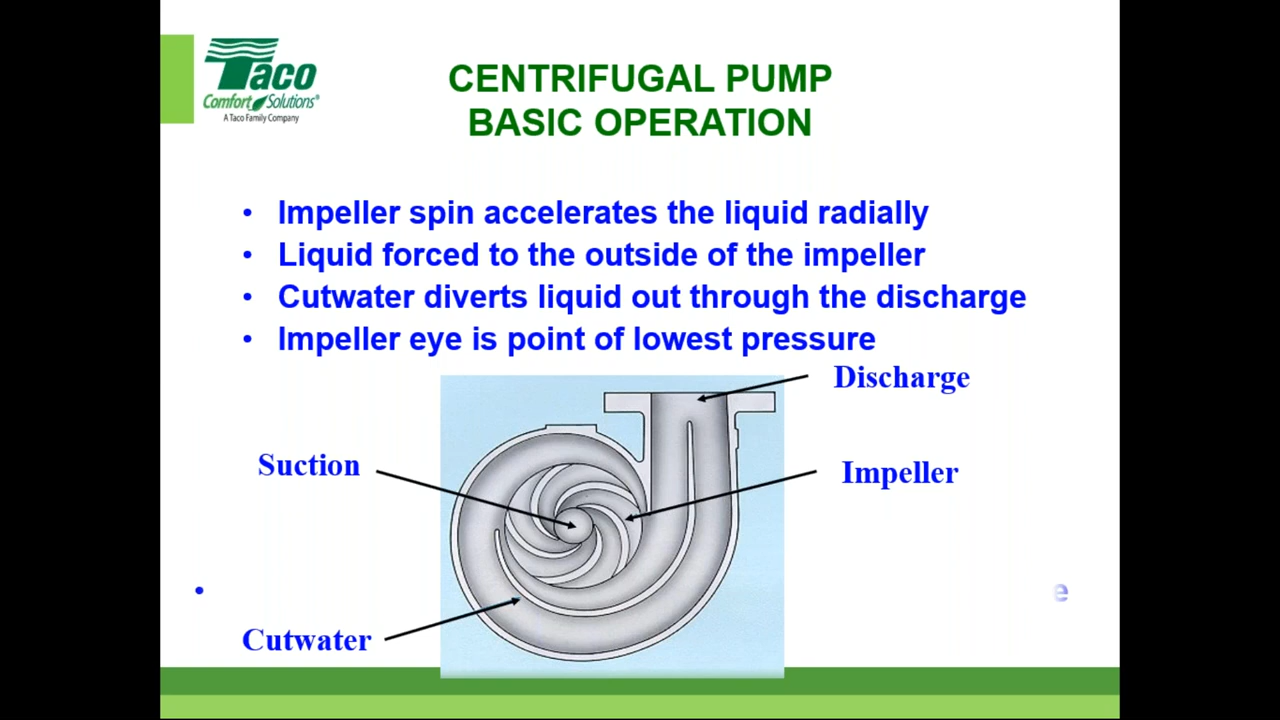 Taco
Comfort Solutions®
A Taco Family Company
CENTRIFUGAL PUMP
BASIC OPERATION
• Impeller spin accelerates the liquid radially
• Liquid forced to the outside of the impeller
• Cutwater diverts liquid out through the discharge
• Impeller eye is point of lowest pressure
Discharge
Suction
Impeller
• e
Cutwater